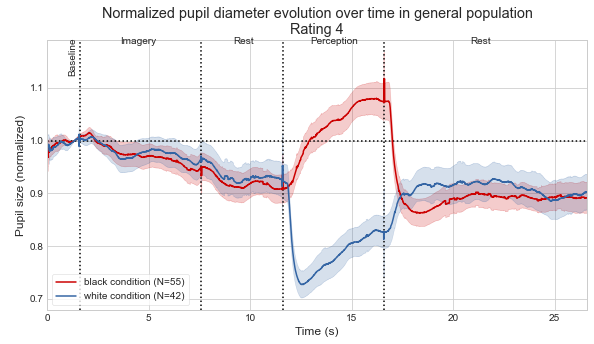 Normalized pupil diameter evolution over time in general population
Rating 4
Baseline
Imagery
Rest
Perception
Rest
Pupil size (normalized)
1.1
1.0
0.9
0.8
0.7
black condition (N=55)
white condition (N=42)
0
5
10
15
20
25
Time (s)